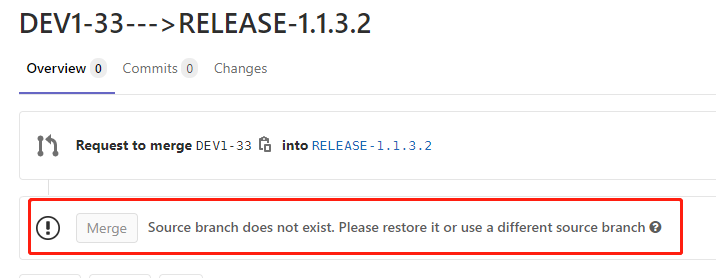 DEV1-33--->RELEASE-1.1.3.2
Overview 0 Commits 0 Changes
Request to merge DEV1-33 into RELEASE-1.1.3.2
Merge Source branch does not exist. Please restore it or use a different source branch